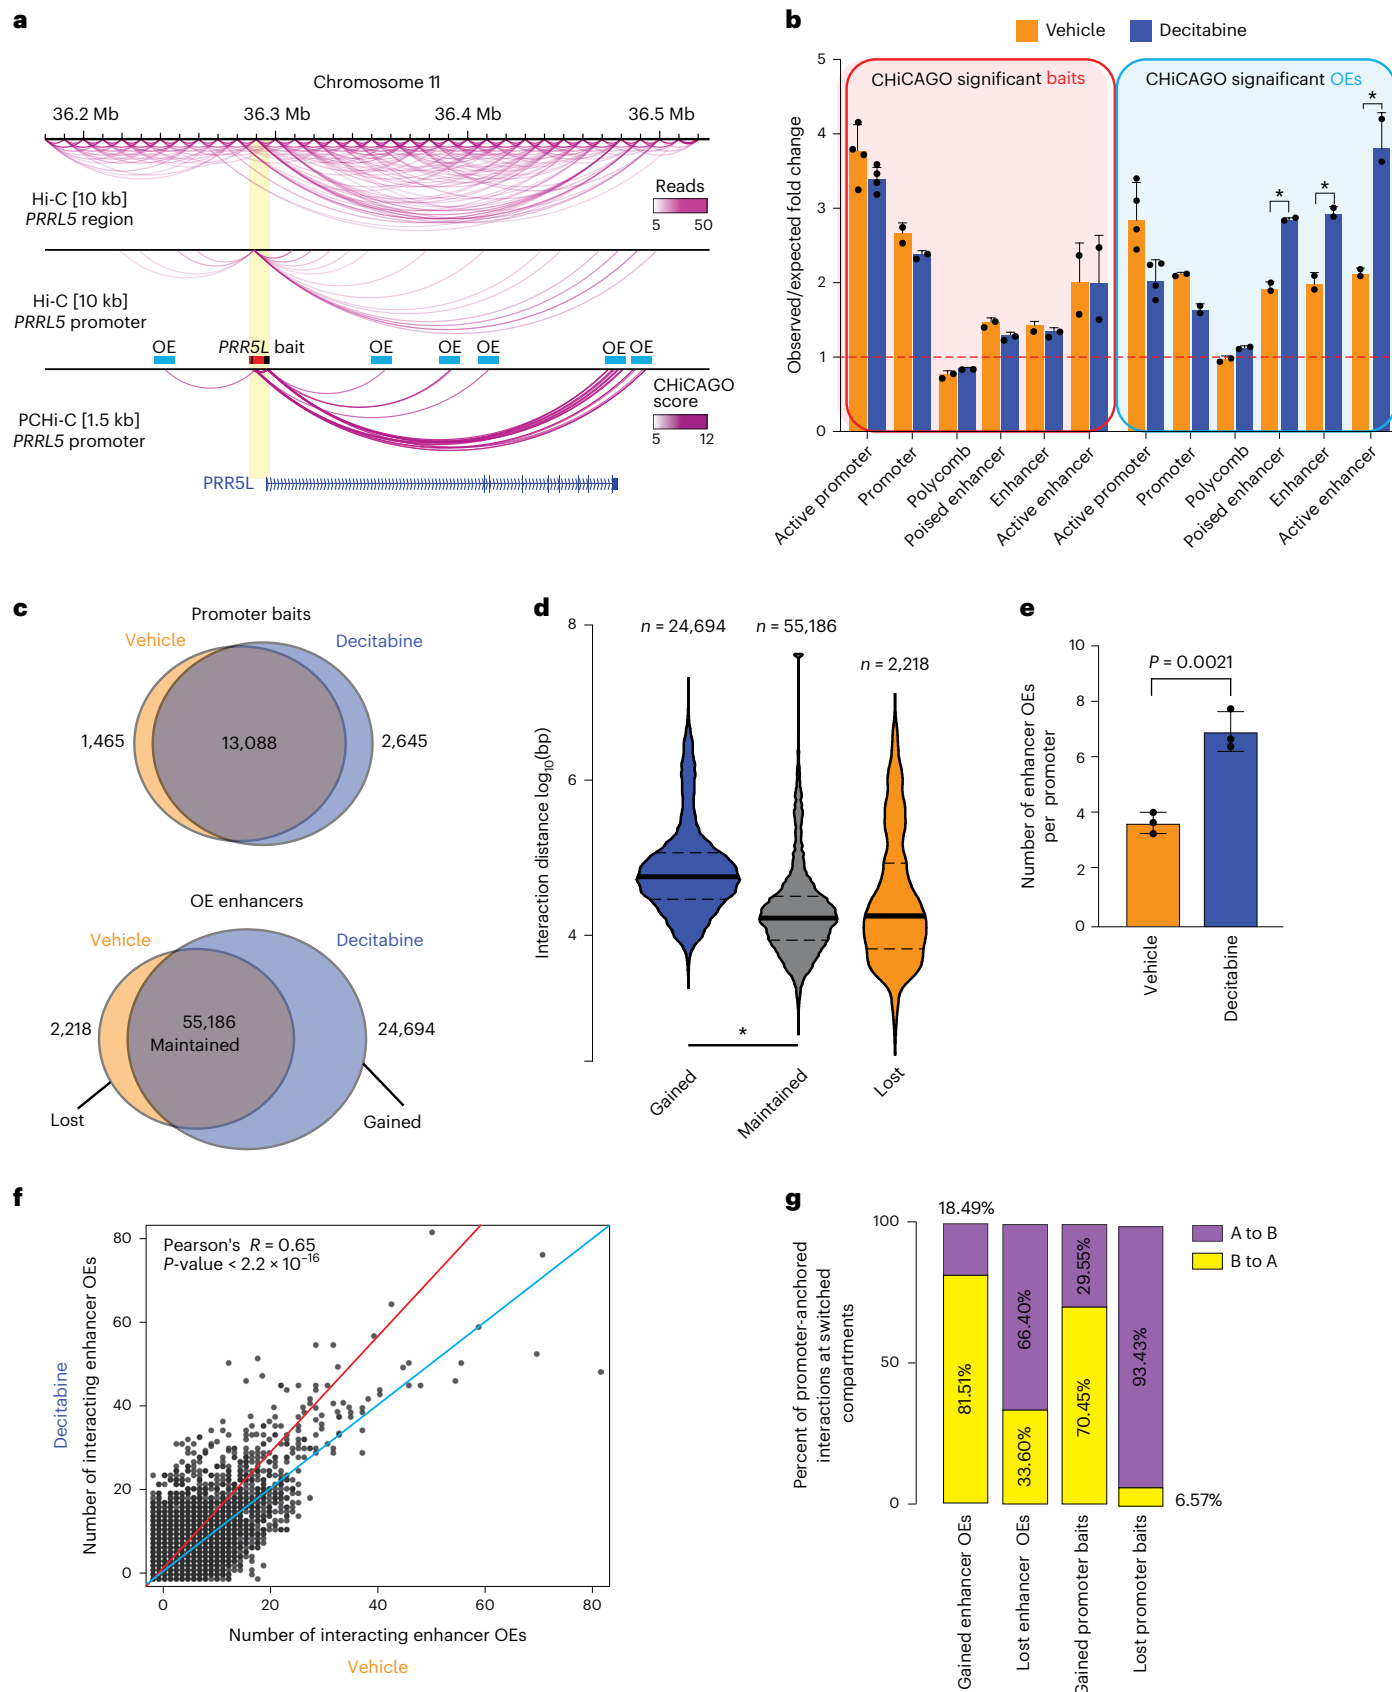 a
Chromosome 11
36.2 Mb 36.3 Mb 36.4 Mb 36.5 Mb
Hi-C [10 kb]
PRRL5 region
Reads
5 50
Hi-C [10 kb]
PRRL5 promoter
OE PRR5L bait OE OE OE OE OE
PCHi-C [1.5 kb]
PRRL5 promoter
CHiCAGO
score
5 12
PRR5L
b
Vehicle Decitabine
CHiCAGO significant baits
CHiCAGO signaificant OEs
Observed/expected fold change
5
4
3
2
1
0
* * *
Active promoter
Promoter
Polycomb
Poised enhancer
Enhancer
Active enhancer
Active promoter
Promoter
Polycomb
Poised enhancer
Enhancer
Active enhancer
c
Promoter baits
Vehicle Decitabine
1,465 13,088 2,645
OE enhancers
Vehicle Decitabine
2,218 55,186 24,694
Maintained
Lost Gained
d
Interaction distance log10(bp)
8
6
4
n = 24,694 n = 55,186
n = 2,218
*
Gained
Maintained
Lost
e
Number of enhancer OEs
per promoter
10
8
6
4
2
0
P = 0.0021
Vehicle
Decitabine
f
Decitabine
Number of interacting enhancer OEs
80
60
40
20
0
Pearson's R = 0.65
P-value < 2.2 × 10−16
0 20 40 60 80
Number of interacting enhancer OEs
Vehicle
g
Percent of promoter-anchored
interactions at switched
compartments
100
50
0
18.49%
81.51%
66.40%
33.60%
29.55%
70.45%
93.43%
6.57%
A to B
B to A
Gained enhancer OEs
Lost enhancer OEs
Gained promoter baits
Lost promoter baits